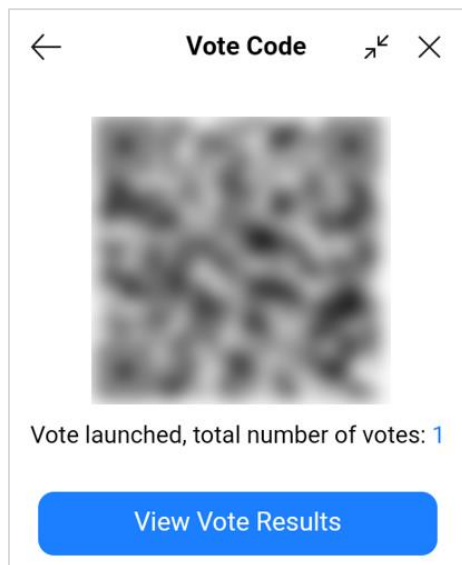 Vote Code
Vote launched, total number of votes: 1
View Vote Results